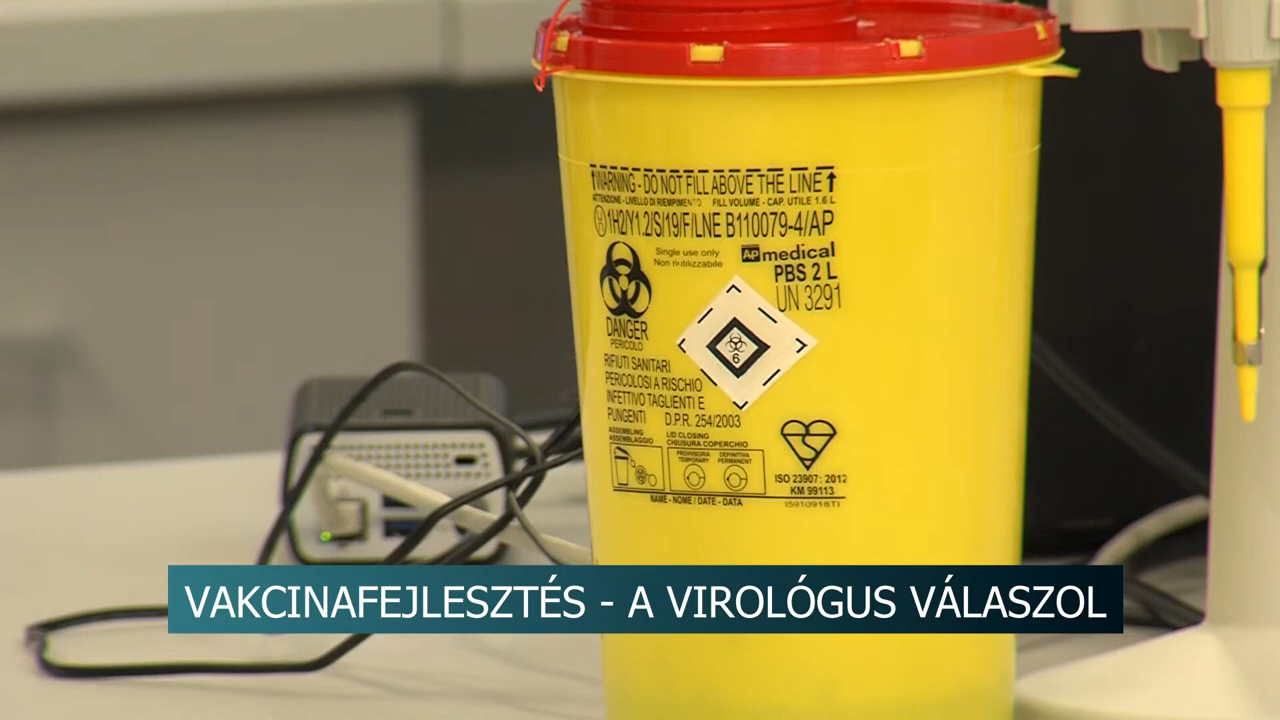 WARNING - DO NOT FILL ABOVE THE LINE
ATTENZIONE - LIVELLO DI RIEMPIMENTO FILL VOLUME - CAP. UTILE 1.6 L
1H2/Y1.2/S/19/F/LNE B110079-4/AP
Single use only
Non riutilizzabile
AP medical
PBS 2 L
UN 3291
DANGER
PERICOLO
6
RIFIUTI SANITARI
PERICOLOSI A RISCHIO
INFETTIVO TAGLIENTI E
PUNGENTI D.P.R. 254/2003
ASSEMBLING
ASSEMBLAGGIO
LID CLOSING
CHIUSURA COPERCHIO
PROVVISORIA
TEMPORARY
DEFINITIVA
PERMANENT
ISO 23907: 2012
KM 99113
NAME - NOME / DATE - DATA
VAKCINAFEJLESZTÉS - A VIROLÓGUS VÁLASZOL